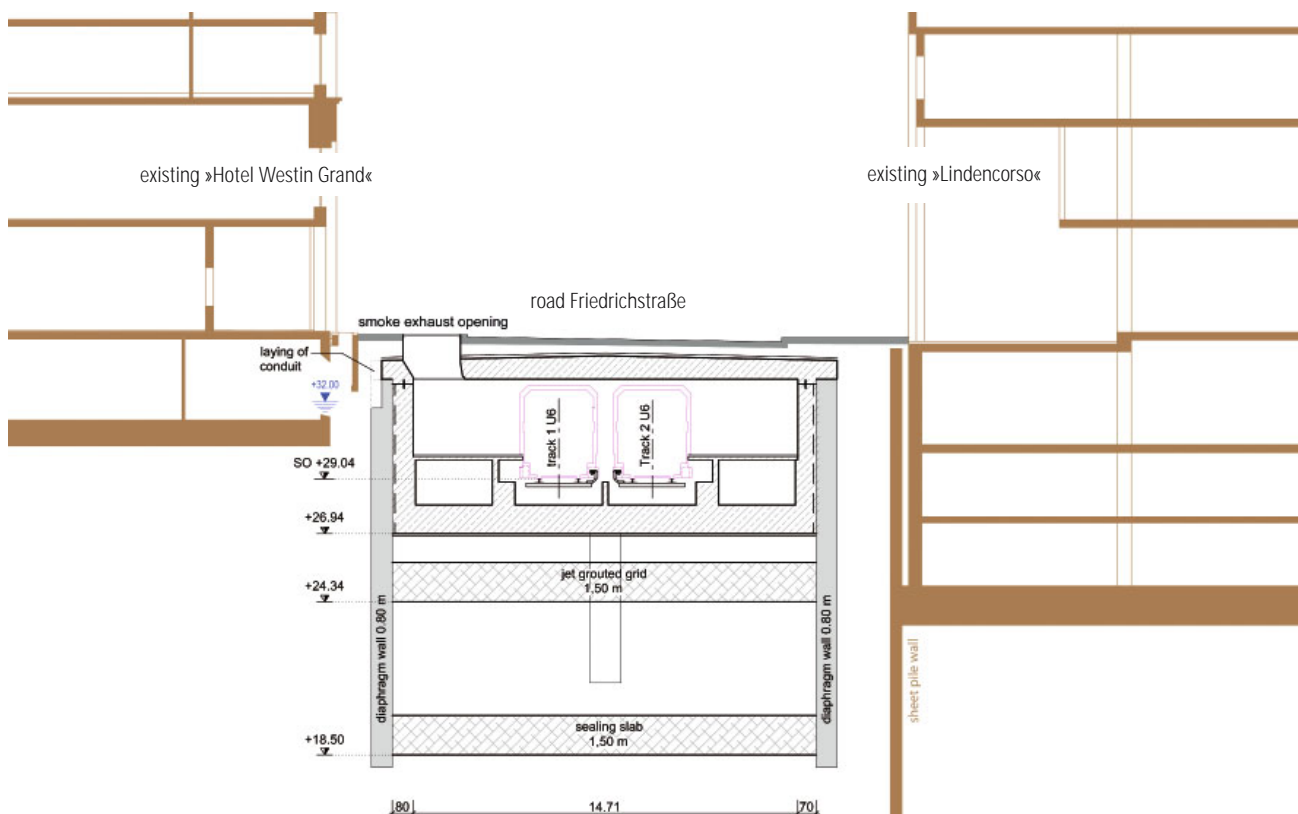 existing »Hotel Westin Grand«
existing »Lindencorso«
road Friedrichstraße
smoke exhaust opening
laying of
conduit
+32.00
track 1 U6
Track 2 U6
SO +29.04
+26.94
jet grouted grid
1,50 m
+24.34
diaphragm wall 0.80 m
diaphragm wall 0.80 m
sheet pile wall
sealing slab
1,50 m
+18.50
80
14.71
70